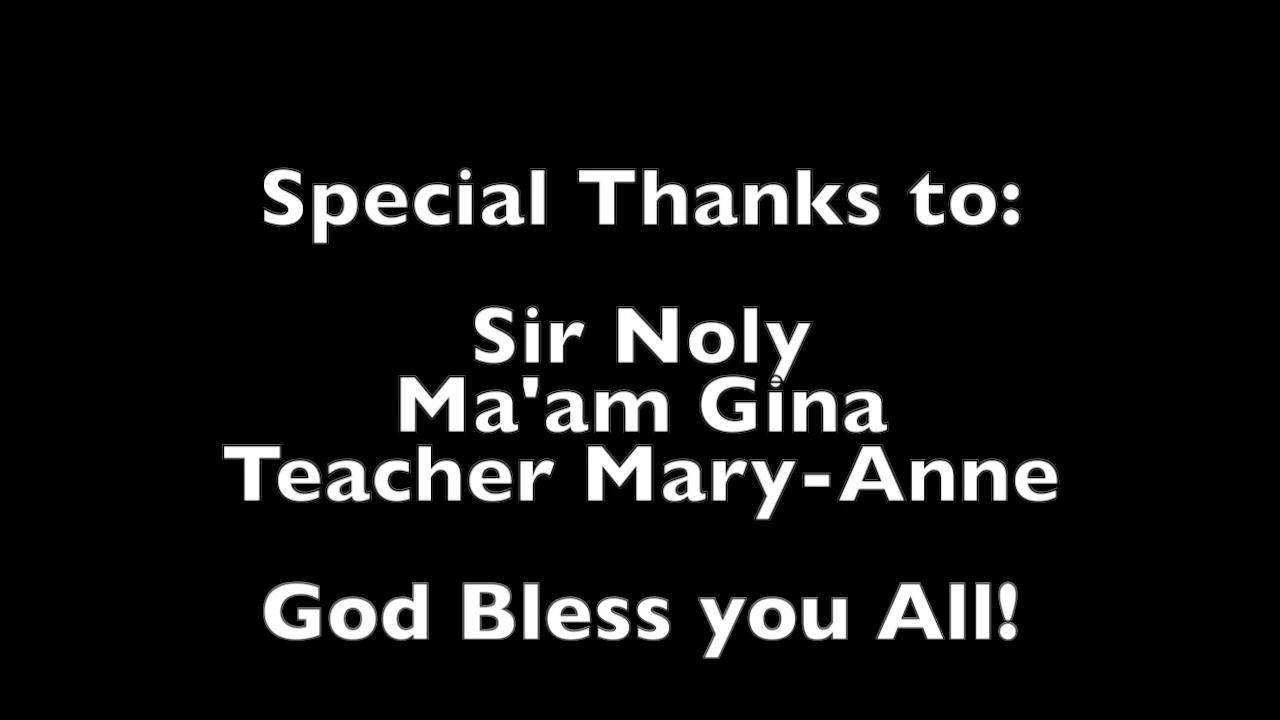 Special Thanks to:
Sir Noly
Ma'am Gina
Teacher Mary-Anne
God Bless you All!